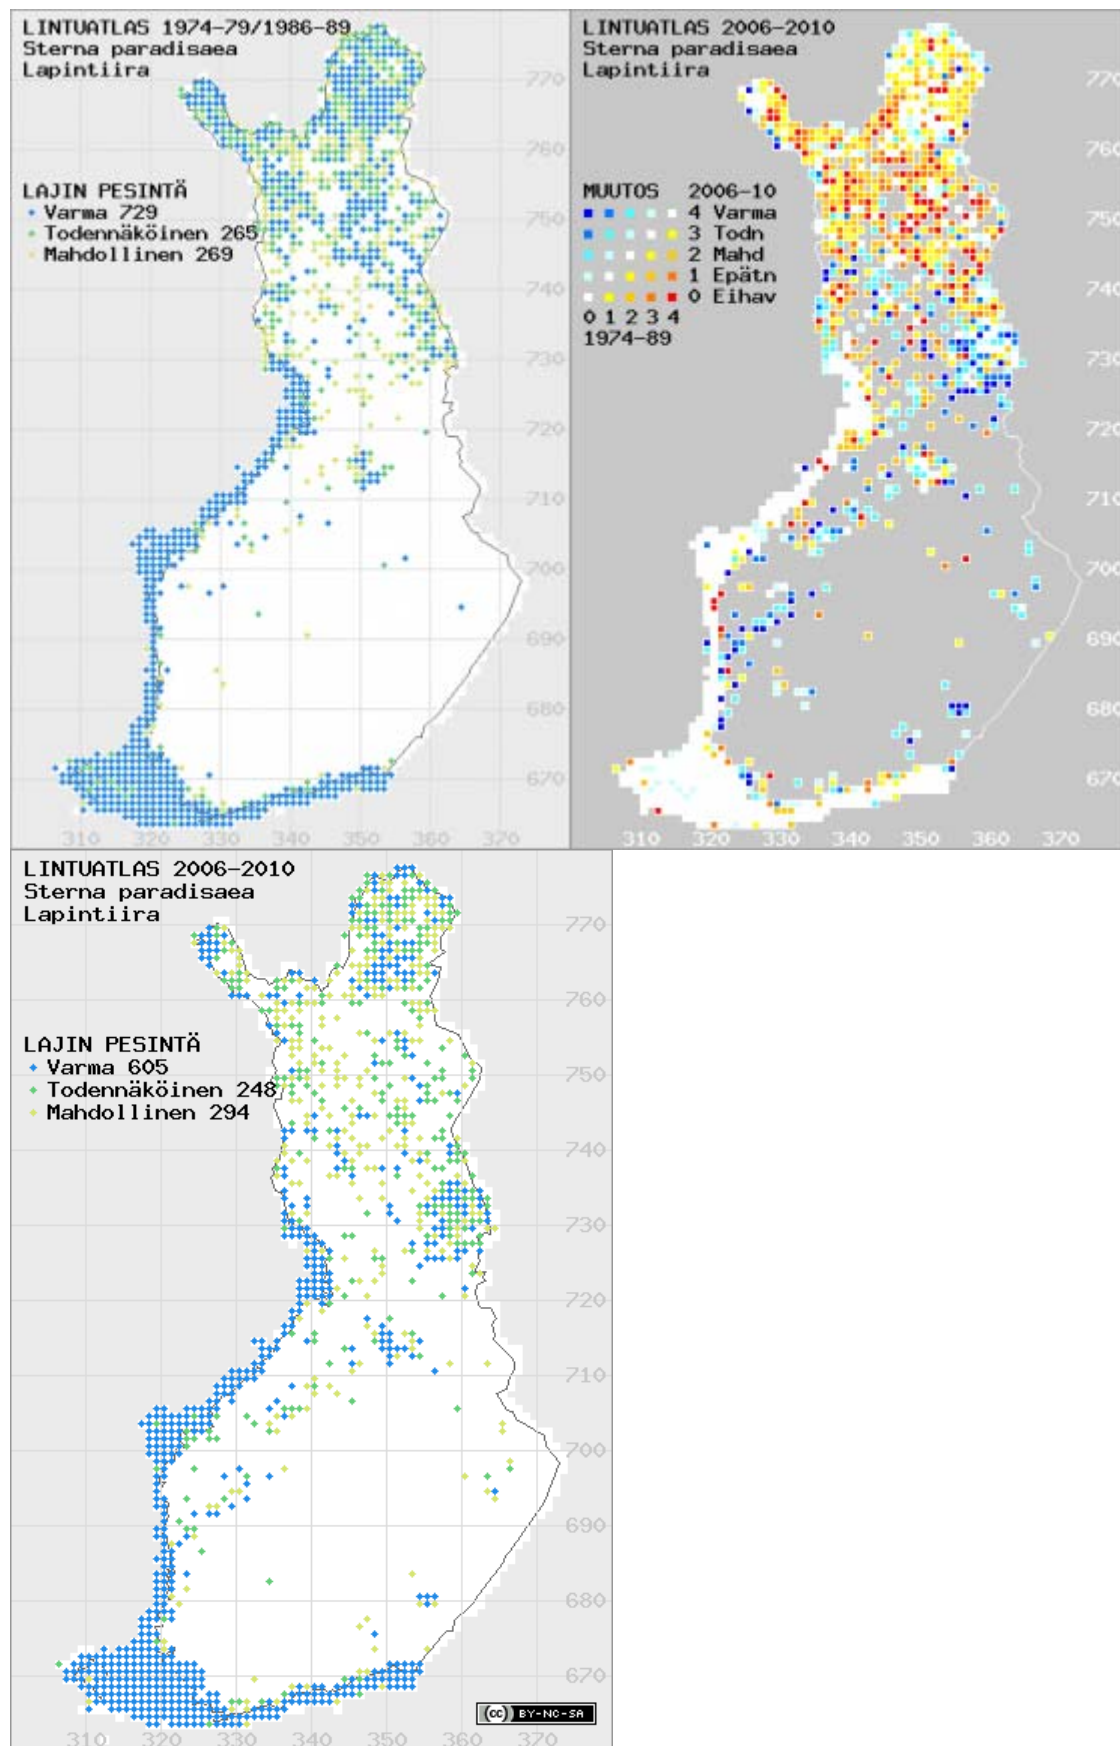 LINTUATLAS 1974-79/1986-89
Sterna paradisaea
Lapintiira
770
760
LAJIN PESINTÄ
Varma 729
750
Todennäköinen 265
Mahdollinen 269
740
730
720
710
700
690
680
670
310 320 330 340 350 360 370
LINTUATLAS 2006-2010
Sterna paradisaea
Lapintiira
770
760
MUUTOS 2006-10
4 Varma
750
3 Todn
2 Mahd
1 Epätn
740
0 Eihav
0 1 2 3 4
1974-89
730
720
710
700
690
680
670
310 320 330 340 350 360 370
LINTUATLAS 2006-2010
Sterna paradisaea
Lapintiira
770
760
LAJIN PESINTÄ
Varma 605
750
Todennäköinen 248
Mahdollinen 294
740
730
720
710
700
690
680
670
cc BY-NC-SA
310 320 330 340 350 360 370